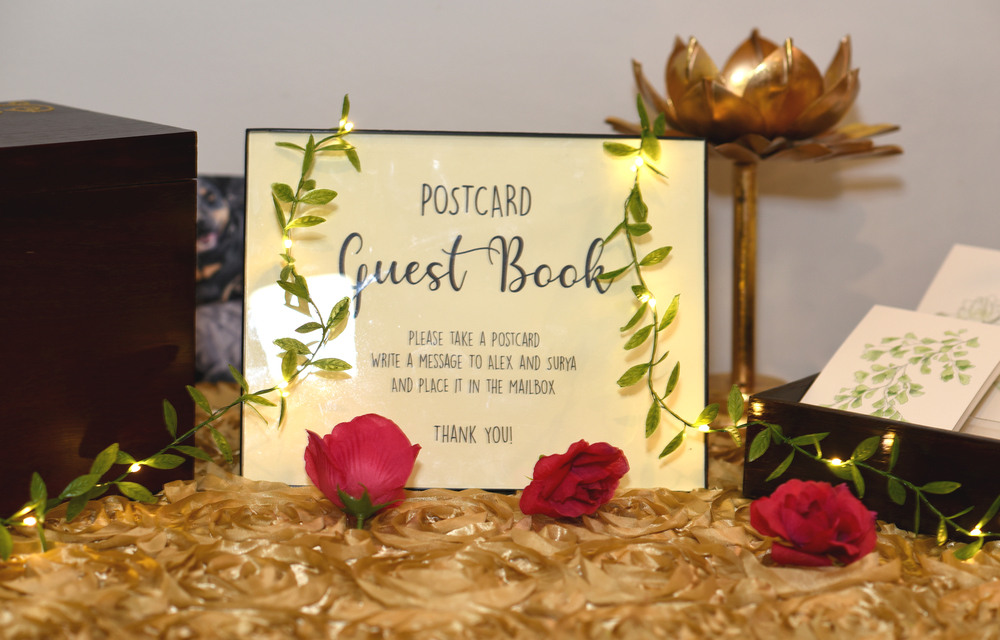 POSTCARD
Guest Book
PLEASE TAKE A POSTCARD
WRITE A MESSAGE TO ALEX AND SURYA
AND PLACE IT IN THE MAILBOX
THANK YOU!